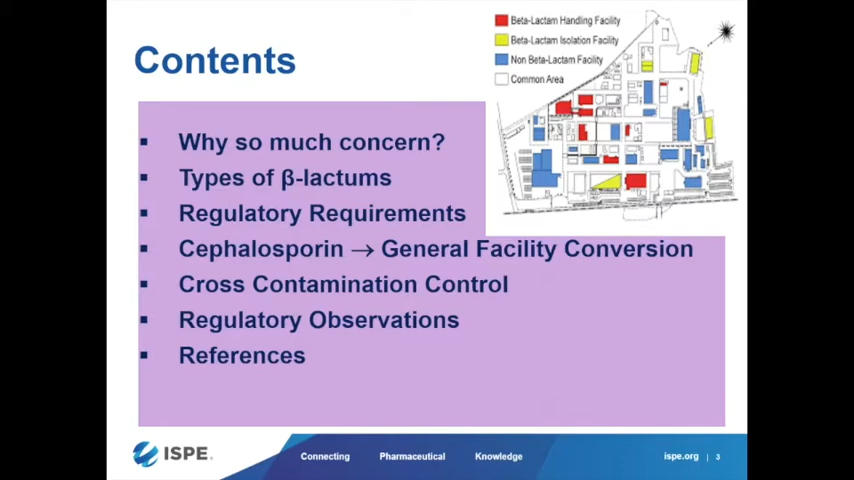 Contents
Beta-Lactam Handling Facility
Beta-Lactam Isolation Facility
Non Beta-Lactam Facility
Common Area
▪ Why so much concern?
▪ Types of β-lactums
▪ Regulatory Requirements
▪ Cephalosporin → General Facility Conversion
▪ Cross Contamination Control
▪ Regulatory Observations
▪ References
ISPE.
Connecting Pharmaceutical Knowledge
ispe.org | 3